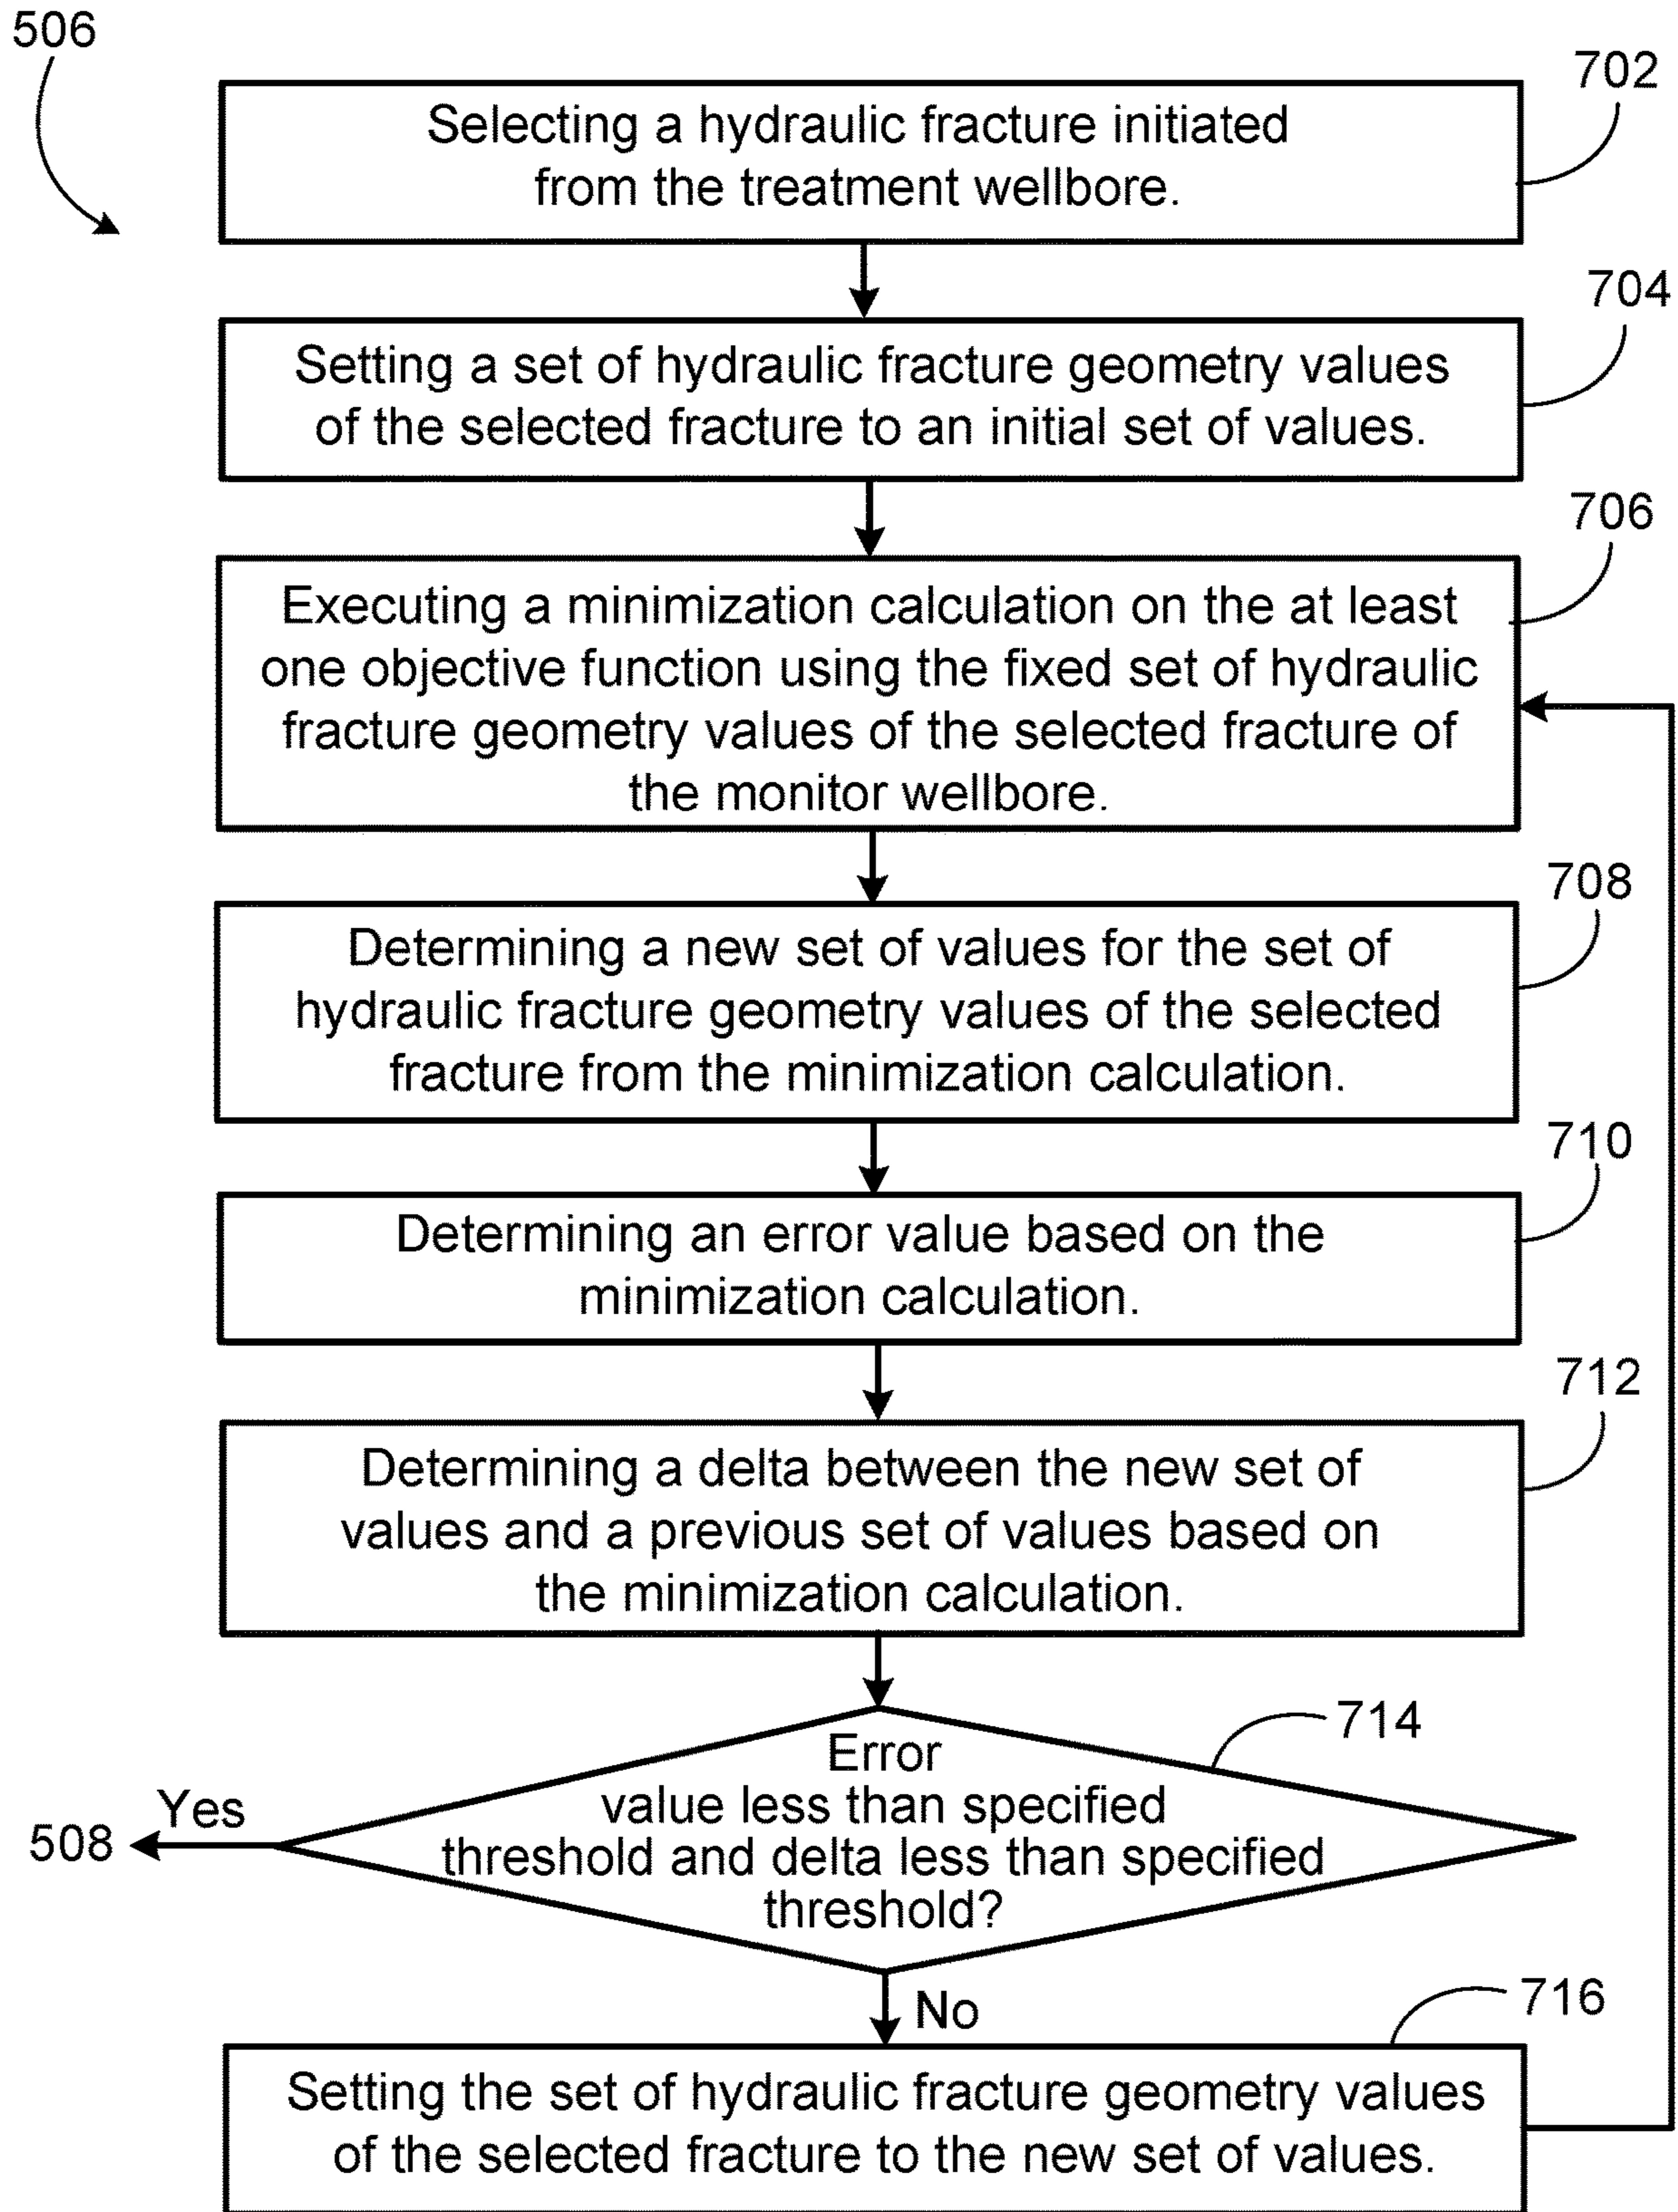 506
702
Selecting a hydraulic fracture initiated
from the treatment wellbore.
704
Setting a set of hydraulic fracture geometry values
of the selected fracture to an initial set of values.
706
Executing a minimization calculation on the at least
one objective function using the fixed set of hydraulic
fracture geometry values of the selected fracture of
the monitor wellbore.
708
Determining a new set of values for the set of
hydraulic fracture geometry values of the selected
fracture from the minimization calculation.
710
Determining an error value based on the
minimization calculation.
712
Determining a delta between the new set of
values and a previous set of values based on
the minimization calculation.
714
Error
value less than specified
threshold and delta less than specified
threshold?
Yes
508
No
716
Setting the set of hydraulic fracture geometry values
of the selected fracture to the new set of values.